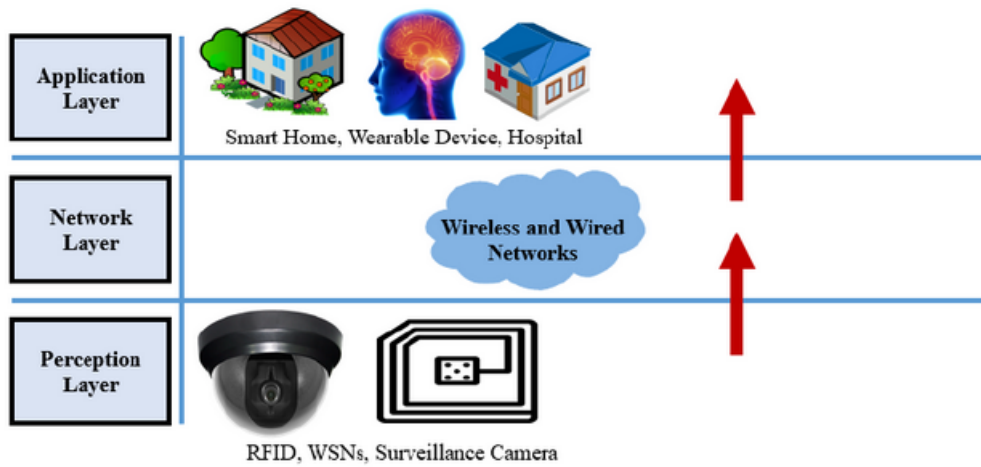 Application
Layer
Smart Home, Wearable Device, Hospital
Network
Layer
Wireless and Wired
Networks
Perception
Layer
RFID, WSNs, Surveillance Camera